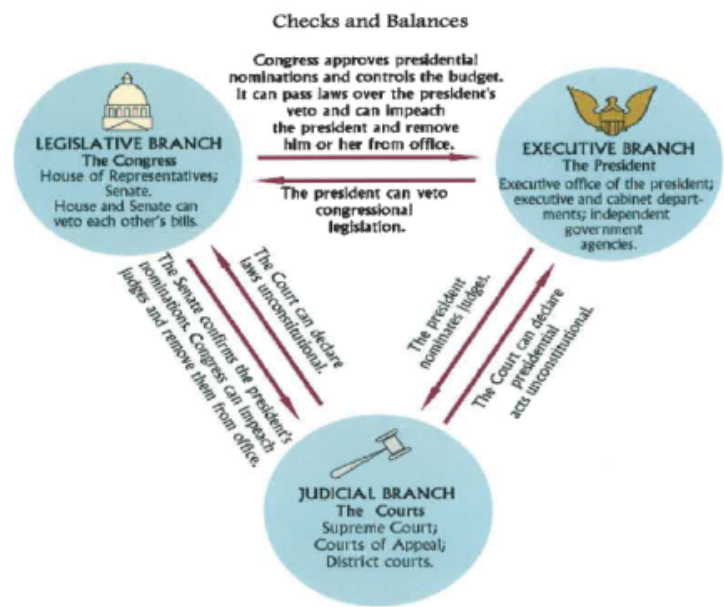 Checks and Balances
Congress approves presidential
nominations and controls the budget.
It can pass laws over the president's
veto and can impeach
the president and remove
him or her from office.
LEGISLATIVE BRANCH
The Congress
House of Representatives;
Senate.
House and Senate can
veto each other's bills.
EXECUTIVE BRANCH
The President
Executive office of the president;
executive and cabinet depart-
ments; independent
government
agencies.
The president can veto
congressional
legislation.
The Senate confirms the president's
nominations. Congress can impeach
judges and remove them from office.
The Court can declare
laws unconstitutional.
The president
nominates judges.
The Court can declare
presidential
acts unconstitutional.
JUDICIAL BRANCH
The Courts
Supreme Court;
Courts of Appeal;
District courts.